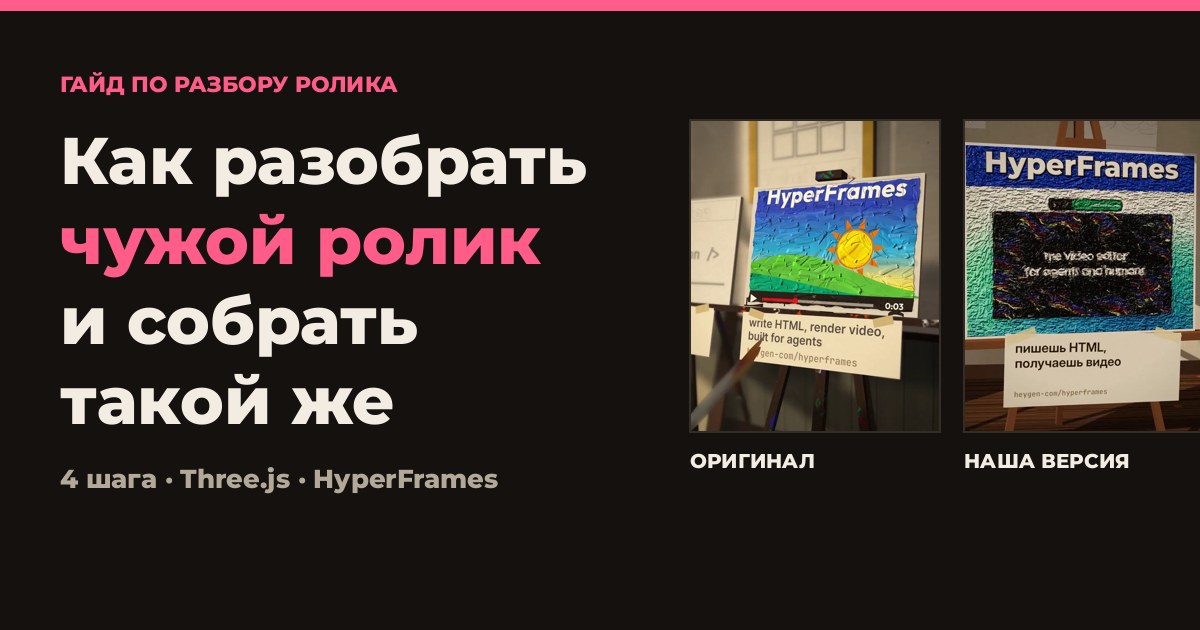 ГАЙД ПО РАЗБОРУ РОЛИКА
Как разобрать
чужой ролик
и собрать
такой же
4 шага · Three.js · HyperFrames
HyperFrames
/>
0:03
write HTML, render video,
built for agents
gen-com/hyperframes
ОРИГИНАЛ
HyperFrames
The video editor
for agents and humans
пишешь HTML,
получаешь видео
heygen-com/hyperframes
НАША ВЕРСИЯ